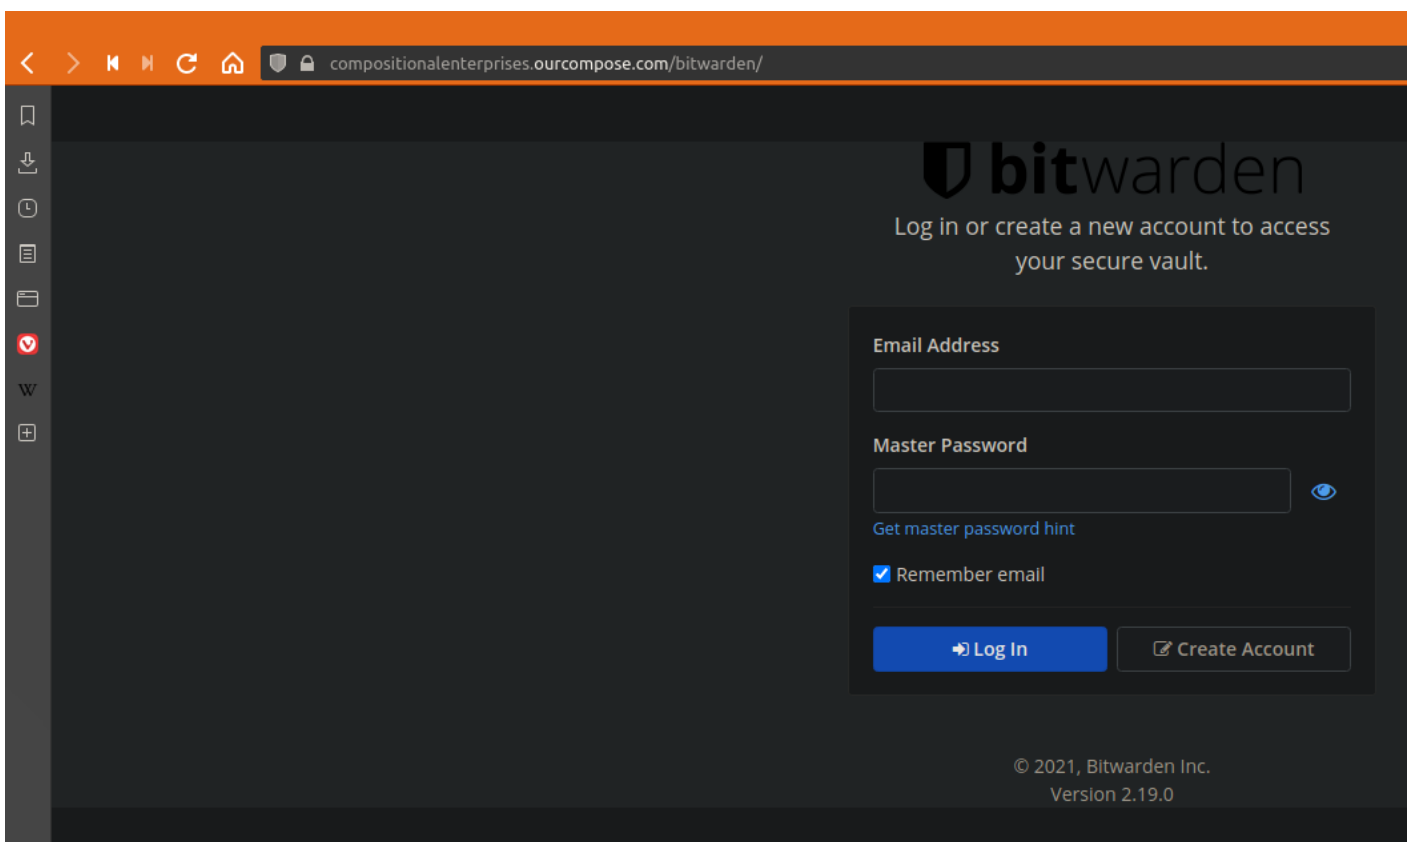 compositionalenterprises.ourcompose.com/bitwarden/
bitwarden
Log in or create a new account to access
your secure vault.
Email Address
Master Password
Get master password hint
Remember email
Log In
Create Account
© 2021, Bitwarden Inc.
Version 2.19.0
W